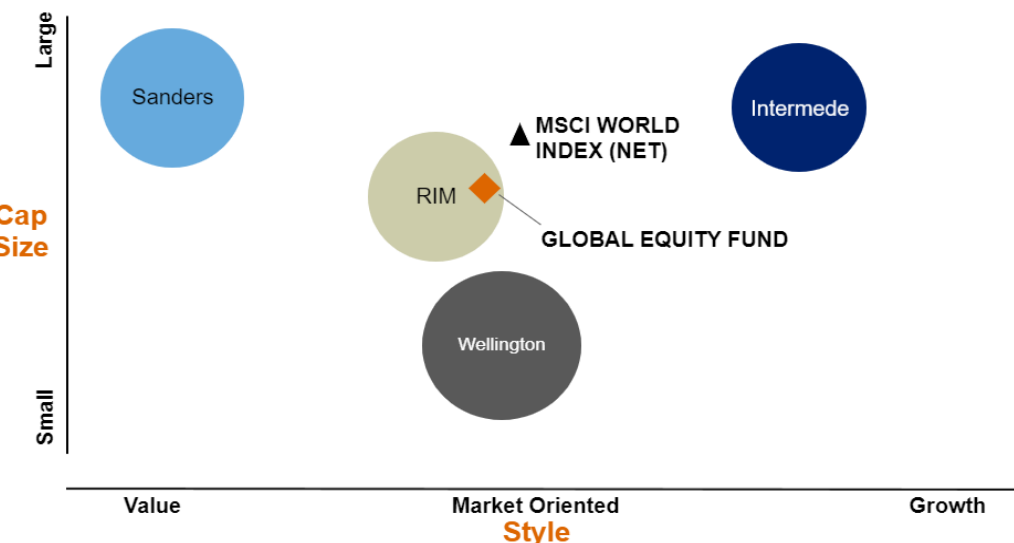 Large
Sanders
Intermede
MSCI WORLD
INDEX (NET)
RIM
Cap
Size
GLOBAL EQUITY FUND
Wellington
Small
Value
Market Oriented
Growth
Style